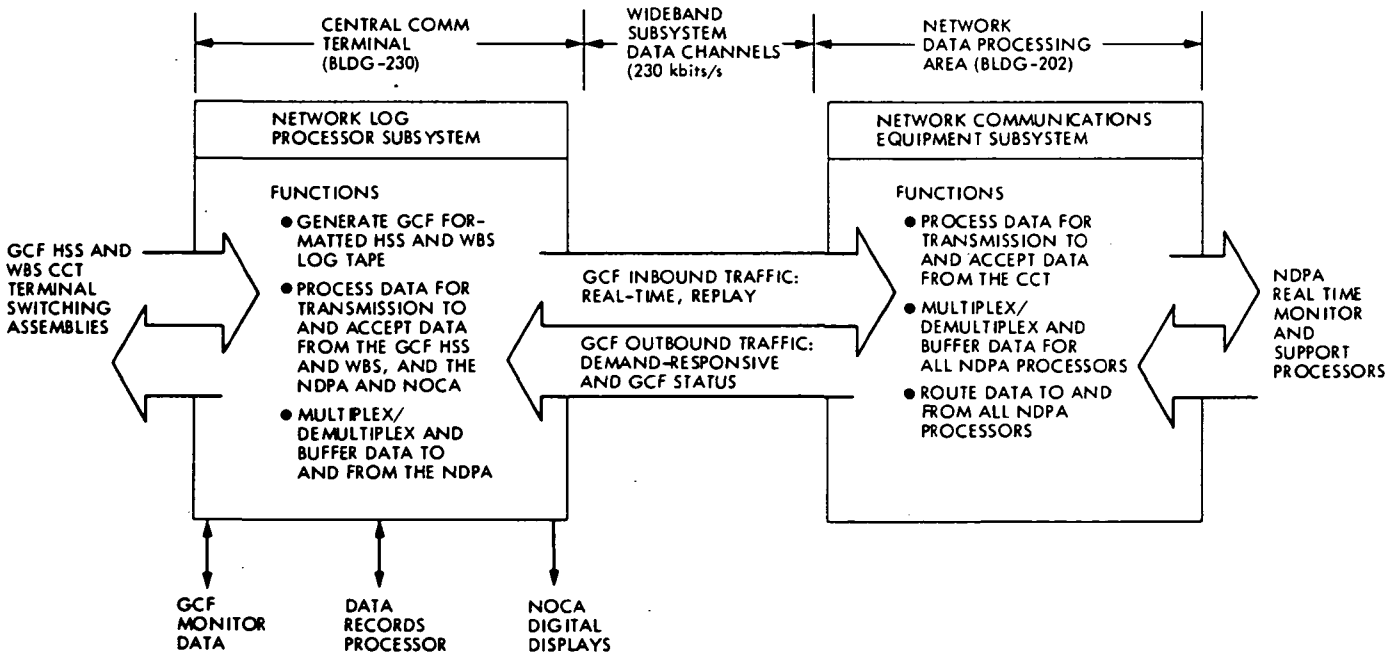 CENTRAL COMM
TERMINAL
(BLDG-230)
WIDEBAND
SUBSYSTEM
DATA CHANNELS
(230 kbits/s
NETWORK
DATA PROCESSING
AREA (BLDG-202)
NETWORK LOG
PROCESSOR SUBSYSTEM
NETWORK COMMUNICATIONS
EQUIPMENT SUBSYSTEM
GCF HSS AND
WBS CCT
TERMINAL
SWITCHING
ASSEMBLIES
FUNCTIONS
● GENERATE GCF FOR-
MATTED HSS AND WBS
LOG TAPE
● PROCESS DATA FOR
TRANSMISSION TO
AND ACCEPT DATA
FROM THE GCF HSS
AND WBS, AND THE
NDPA AND NOCA
● MULTIPLEX/
DEMULTIPLEX AND
BUFFER DATA TO
AND FROM THE NDPA
GCF INBOUND TRAFFIC:
REAL-TIME, REPLAY
GCF OUTBOUND TRAFFIC:
DEMAND-RESPONSIVE
AND GCF STATUS
FUNCTIONS
● PROCESS DATA FOR
TRANSMISSION TO
AND ACCEPT DATA
FROM THE CCT
● MULTIPLEX/
DEMULTIPLEX AND
BUFFER DATA FOR
ALL NDPA PROCESSORS
● ROUTE DATA TO AND
FROM ALL NDPA
PROCESSORS
NDPA
REAL TIME
MONITOR
AND
SUPPORT
PROCESSORS
GCF
MONITOR
DATA
DATA
RECORDS
PROCESSOR
NOCA
DIGITAL
DISPLAYS